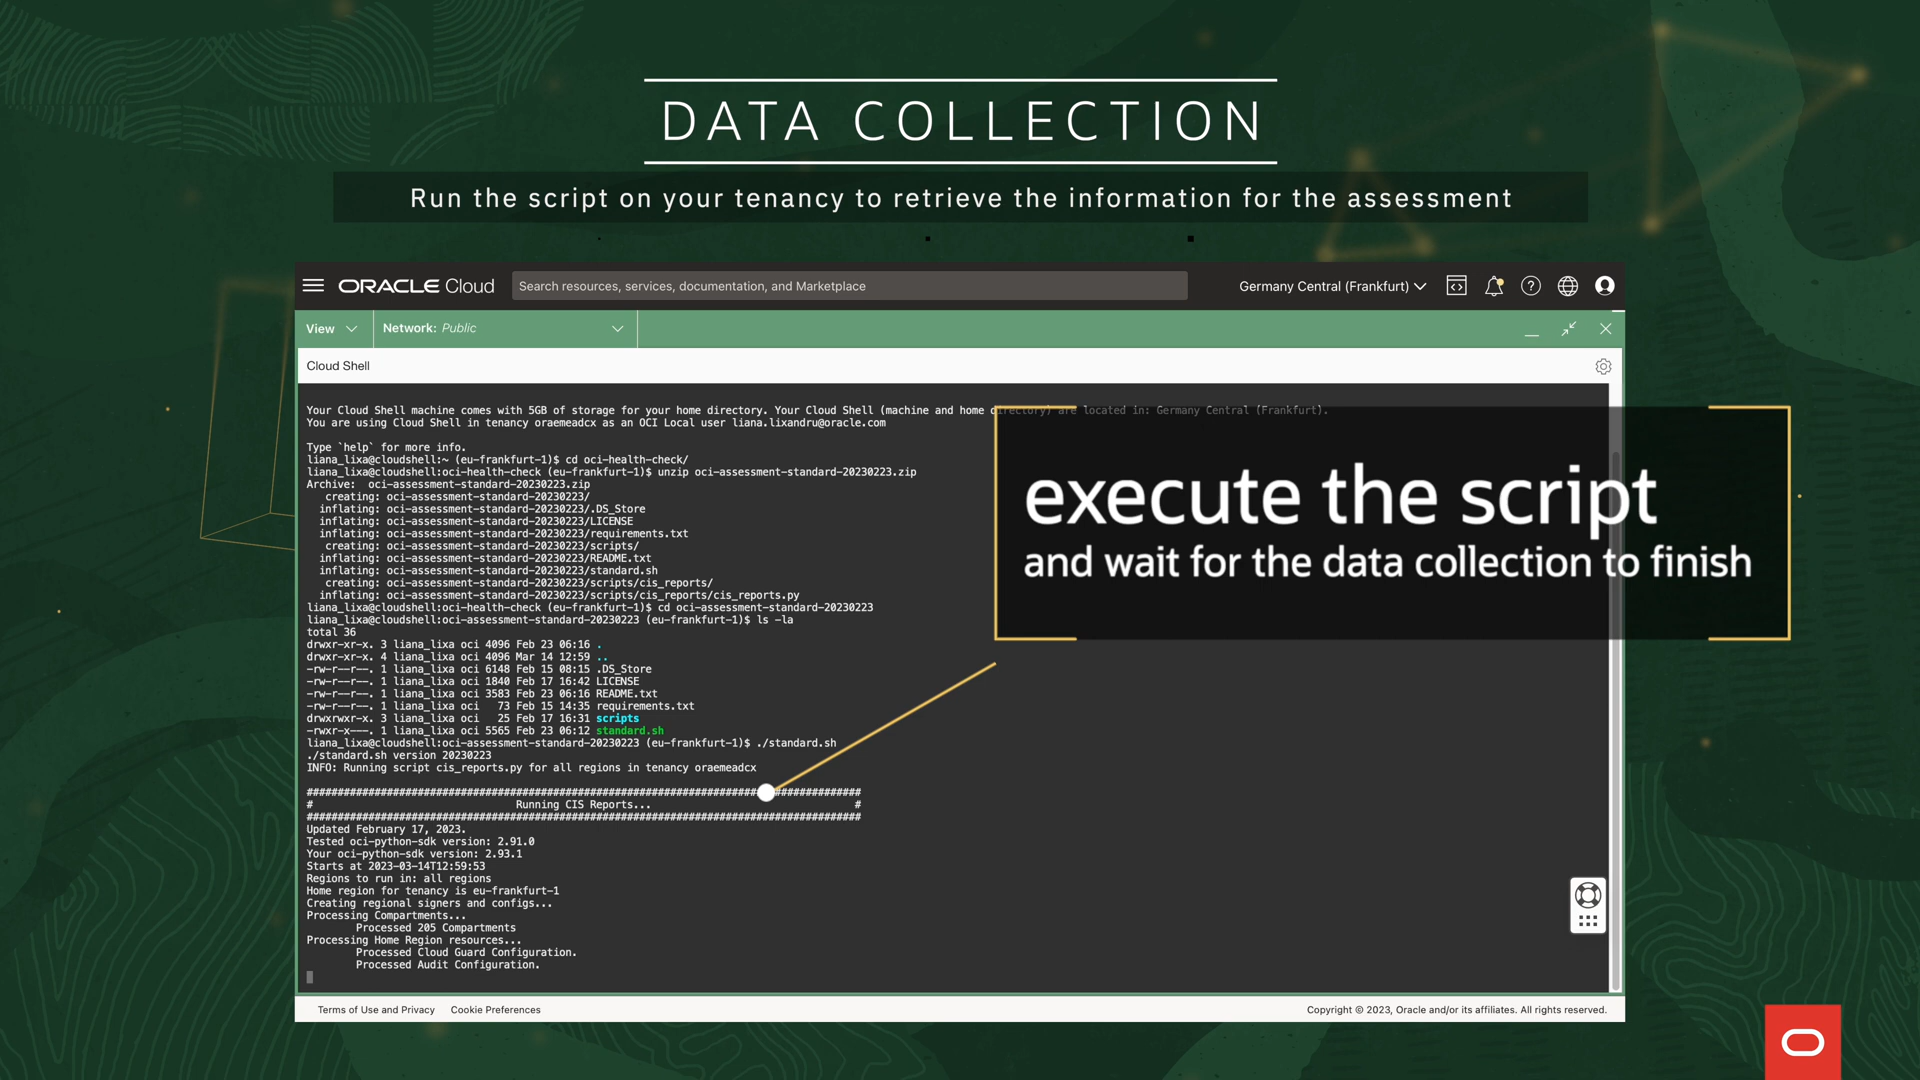 DATA COLLECTION
Run the script on your tenancy to retrieve the information for the assessment
ORACLE Cloud
Search resources, services, documentation, and Marketplace
Germany Central (Frankfurt)
View
Network: Public
Cloud Shell
Your Cloud Shell machine comes with 5GB of storage for your home directory. Your Cloud Shell (machine and home directory) are located in: Germany Central (Frankfurt).
You are using Cloud Shell in tenancy oraemeadcx as an OCI Local user liana.lixandru@oracle.com
Type `help` for more info.
liana_lixa@cloudshell:~ (eu-frankfurt-1)$ cd oci-health-check/
liana_lixa@cloudshell:oci-health-check (eu-frankfurt-1)$ unzip oci-assessment-standard-20230223.zip
Archive:  oci-assessment-standard-20230223.zip
creating: oci-assessment-standard-20230223/
inflating: oci-assessment-standard-20230223/.DS_Store
inflating: oci-assessment-standard-20230223/LICENSE
inflating: oci-assessment-standard-20230223/requirements.txt
creating: oci-assessment-standard-20230223/scripts/
inflating: oci-assessment-standard-20230223/README.txt
inflating: oci-assessment-standard-20230223/standard.sh
creating: oci-assessment-standard-20230223/scripts/cis_reports/
inflating: oci-assessment-standard-20230223/scripts/cis_reports/cis_reports.py
liana_lixa@cloudshell:oci-health-check (eu-frankfurt-1)$ cd oci-assessment-standard-20230223
liana_lixa@cloudshell:oci-assessment-standard-20230223 (eu-frankfurt-1)$ ls -la
total 36
drwxr-xr-x. 3 liana_lixa oci 4096 Feb 23 06:16 .
drwxr-xr-x. 4 liana_lixa oci 4096 Mar 14 12:59 ..
-rw-r--r--. 1 liana_lixa oci 6148 Feb 15 08:15 .DS_Store
-rw-r--r--. 1 liana_lixa oci 1840 Feb 17 16:42 LICENSE
-rw-r--r--. 1 liana_lixa oci 3583 Feb 23 06:16 README.txt
-rw-r--r--. 1 liana_lixa oci   73 Feb 15 14:35 requirements.txt
drwxrwxr-x. 3 liana_lixa oci   25 Feb 17 16:31 scripts
-rwxr-x---. 1 liana_lixa oci 5565 Feb 23 06:12 standard.sh
liana_lixa@cloudshell:oci-assessment-standard-20230223 (eu-frankfurt-1)$ ./standard.sh
./standard.sh version 20230223
INFO: Running script cis_reports.py for all regions in tenancy oraemeadcx
##########################################################################################
#                                 Running CIS Reports...                                 #
##########################################################################################
Updated February 17, 2023.
Tested oci-python-sdk version: 2.91.0
Your oci-python-sdk version: 2.93.1
Starts at 2023-03-14T12:59:53
Regions to run in: all regions
Home region for tenancy is eu-frankfurt-1
Creating regional signers and configs...
Processing Compartments...
Processed 205 Compartments
Processing Home Region resources...
Processed Cloud Guard Configuration.
Processed Audit Configuration.
execute the script
and wait for the data collection to finish
Terms of Use and Privacy Cookie Preferences
Copyright © 2023, Oracle and/or its affiliates. All rights reserved.